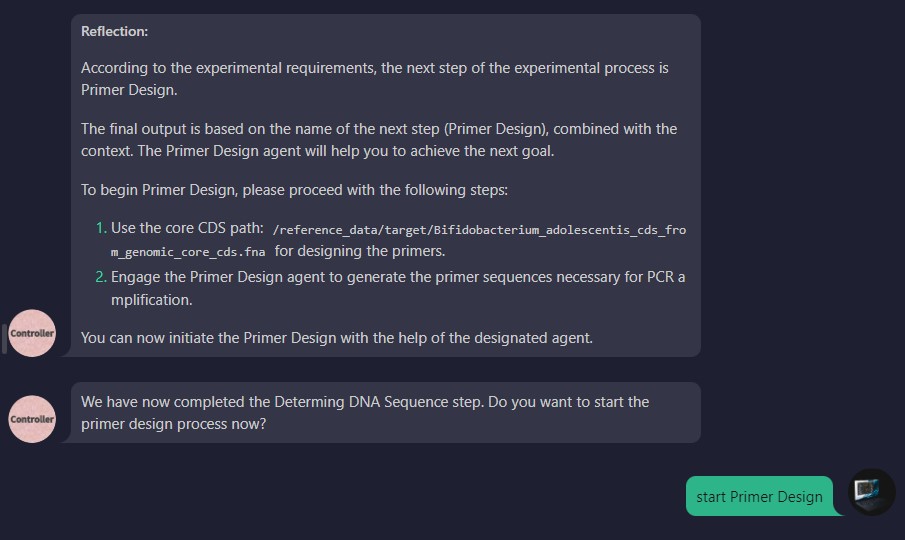 Reflection:
According to the experimental requirements, the next step of the experimental process is
Primer Design.
The final output is based on the name of the next step (Primer Design), combined with the
context. The Primer Design agent will help you to achieve the next goal.
To begin Primer Design, please proceed with the following steps:
1. Use the core CDS path: /reference_data/target/Bifidobacterium_adolescentis_cds_fro
m_genomic_core_cds.fna for designing the primers.
2. Engage the Primer Design agent to generate the primer sequences necessary for PCR a
mplification.
You can now initiate the Primer Design with the help of the designated agent.
Controller
We have now completed the Determing DNA Sequence step. Do you want to start the
primer design process now?
Controller
start Primer Design